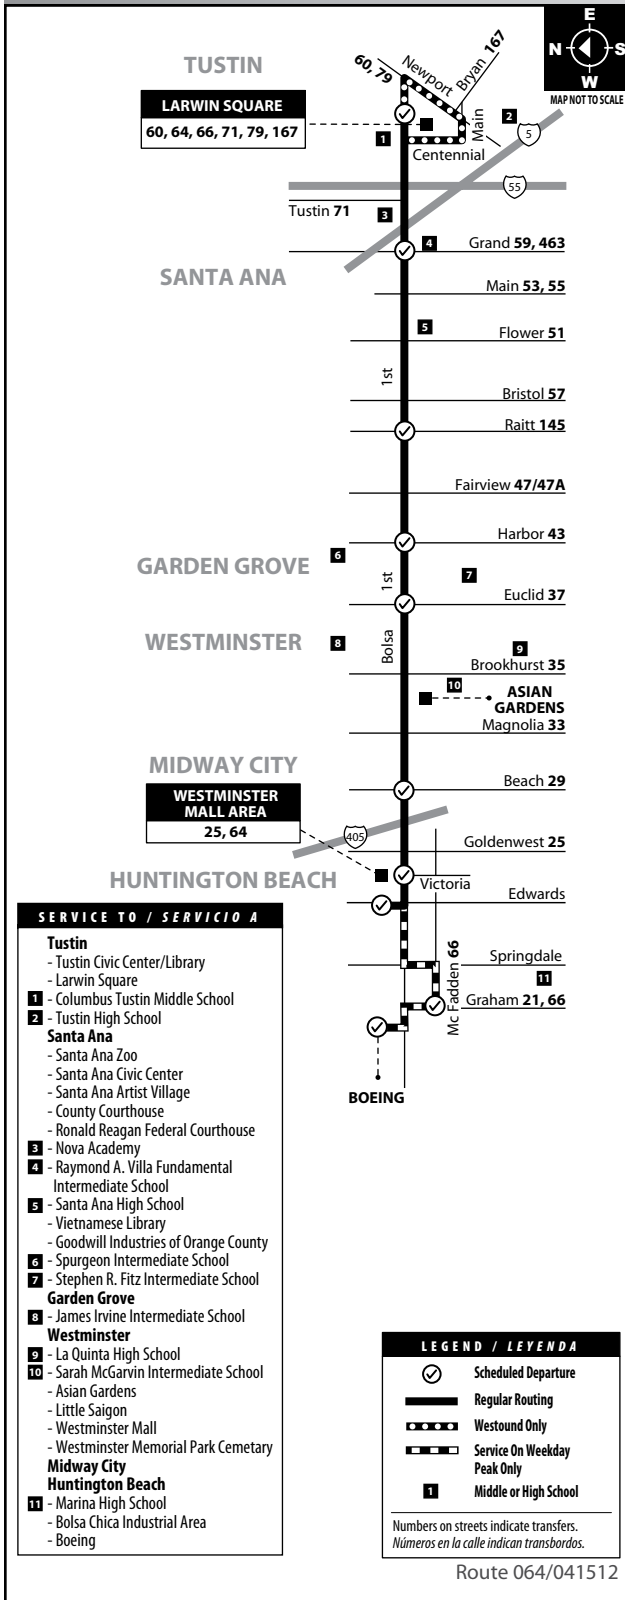 TUSTIN
LARWIN SQUARE
60, 64, 66, 71, 79, 167
60, 79
Newport
Bryan 167
Main
Centennial
E
N
S
W
MAP NOT TO SCALE
1
2
5
55
Tustin 71
3
4
Grand 59, 463
SANTA ANA
Main 53, 55
5
Flower 51
1st
Bristol 57
Raitt 145
Fairview 47/47A
Harbor 43
6
GARDEN GROVE
1st
7
Euclid 37
WESTMINSTER
8
Bolsa
9
Brookhurst 35
10
ASIAN
GARDENS
Magnolia 33
MIDWAY CITY
Beach 29
WESTMINSTER
MALL AREA
25, 64
405
Goldenwest 25
HUNTINGTON BEACH
Victoria
Edwards
Springdale
11
Mc Fadden 66
Graham 21, 66
BOEING
SERVICE TO / SERVICIO A
Tustin
- Tustin Civic Center/Library
- Larwin Square
1 - Columbus Tustin Middle School
2 - Tustin High School
Santa Ana
- Santa Ana Zoo
- Santa Ana Civic Center
- Santa Ana Artist Village
- County Courthouse
- Ronald Reagan Federal Courthouse
3 - Nova Academy
4 - Raymond A. Villa Fundamental
Intermediate School
5 - Santa Ana High School
- Vietnamese Library
- Goodwill Industries of Orange County
6 - Spurgeon Intermediate School
7 - Stephen R. Fitz Intermediate School
Garden Grove
8 - James Irvine Intermediate School
Westminster
9 - La Quinta High School
10 - Sarah McGarvin Intermediate School
- Asian Gardens
- Little Saigon
- Westminster Mall
- Westminster Memorial Park Cemetary
Midway City
Huntington Beach
11 - Marina High School
- Bolsa Chica Industrial Area
- Boeing
LEGEND / LEYENDA
Scheduled Departure
Regular Routing
Westound Only
Service On Weekday
Peak Only
1 Middle or High School
Numbers on streets indicate transfers.
Números en la calle indican transbordos.
Route 064/041512